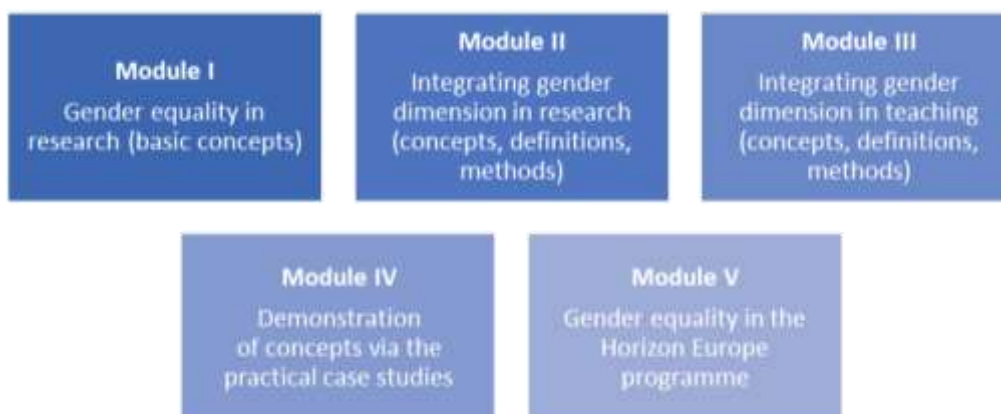 Module I
Gender equality in
research (basic concepts)
Module II
Integrating gender
dimension in research
(concepts, definitions,
methods)
Module III
Integrating gender
dimension in teaching
(concepts, definitions,
methods)
Module IV
Demonstration
of concepts via the
practical case studies
Module V
Gender equality in the
Horizon Europe
programme